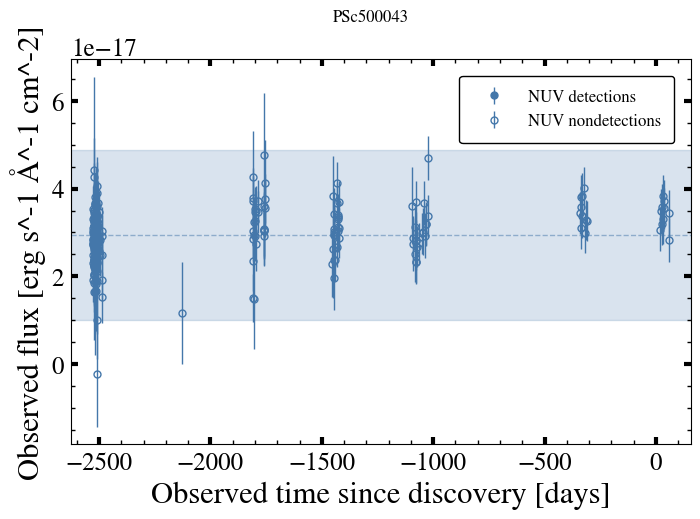 PSc500043
1e−17
NUV detections
NUV nondetections
6
4
2
0
Observed flux [erg s^-1 Å^-1 cm^-2]
−2500 −2000 −1500 −1000 −500 0
Observed time since discovery [days]